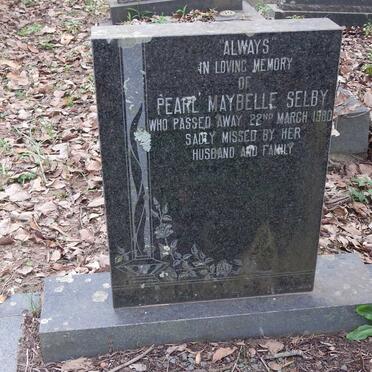 ALWAYS
IN LOVING MEMORY
OF
PEARL MAYBELLE SELBY
WHO PASSED AWAY 22ND MARCH 1980
SADLY MISSED BY HER
HUSBAND AND FAMILY